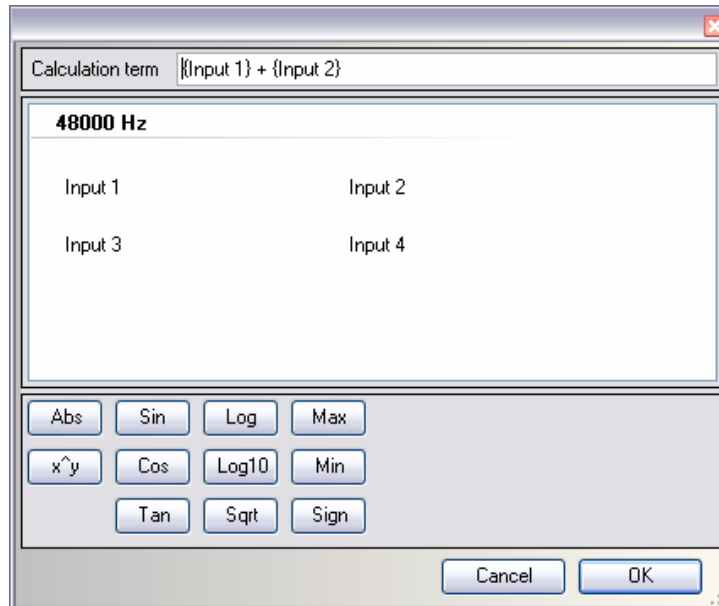 Calculation term {Input 1} + {Input 2}
48000 Hz
Input 1 Input 2
Input 3 Input 4
Abs Sin Log Max
x^y Cos Log10 Min
Tan Sqrt Sign
Cancel OK